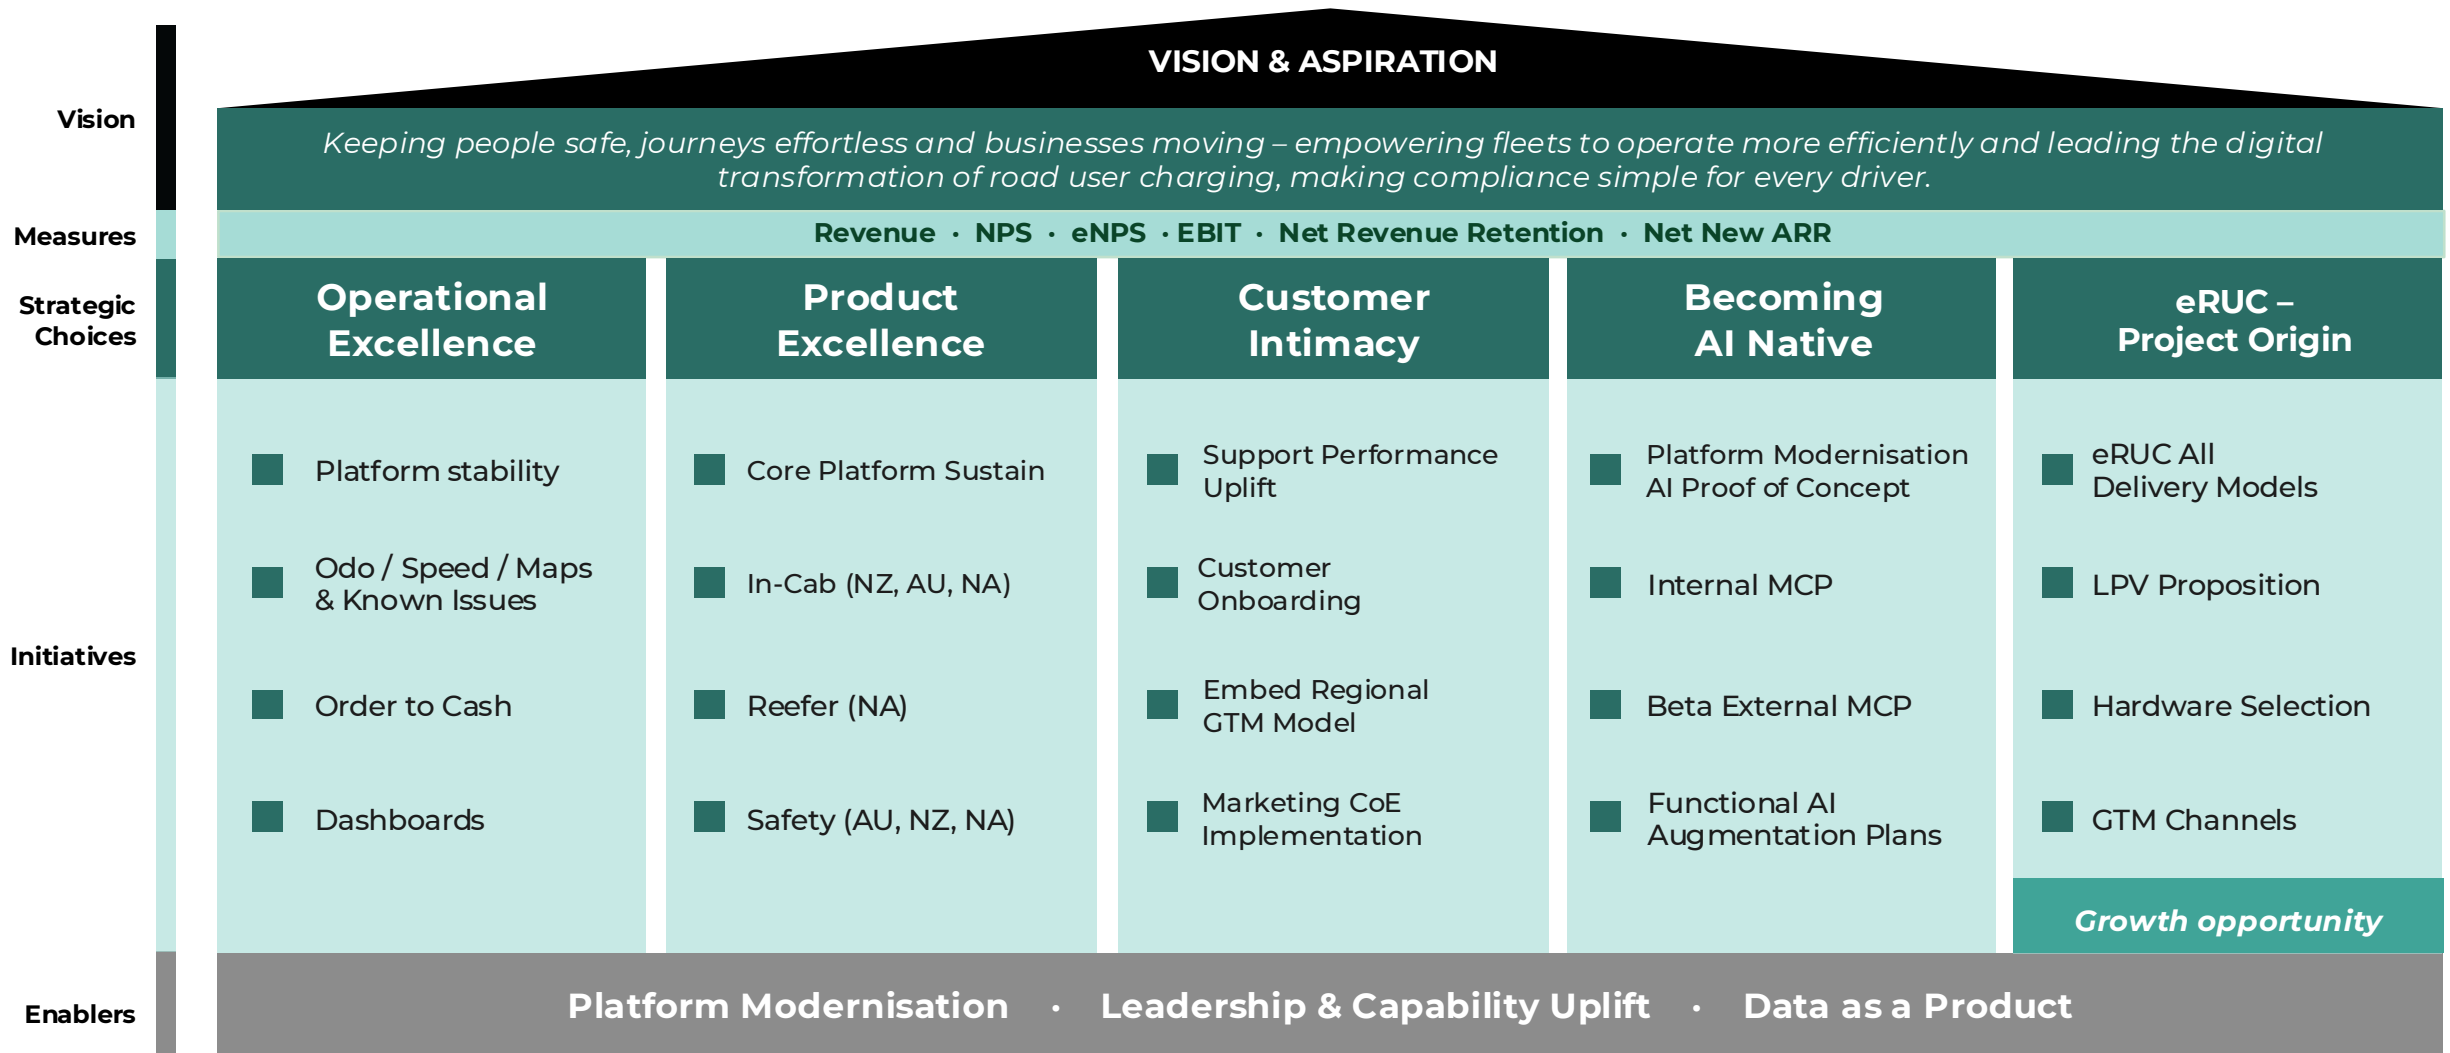 VISION & ASPIRATION
Vision
Keeping people safe, journeys effortless and businesses moving – empowering fleets to operate more efficiently and leading the digital
transformation of road user charging, making compliance simple for every driver.
Measures
Revenue · NPS · eNPS · EBIT · Net Revenue Retention · Net New ARR
Strategic
Choices
Operational
Excellence
Product
Excellence
Customer
Intimacy
Becoming
AI Native
eRUC –
Project Origin
Initiatives
Platform stability
Odo / Speed / Maps
& Known Issues
Order to Cash
Dashboards
Core Platform Sustain
In-Cab (NZ, AU, NA)
Reefer (NA)
Safety (AU, NZ, NA)
Support Performance
Uplift
Customer
Onboarding
Embed Regional
GTM Model
Marketing CoE
Implementation
Platform Modernisation
AI Proof of Concept
Internal MCP
Beta External MCP
Functional AI
Augmentation Plans
eRUC All
Delivery Models
LPV Proposition
Hardware Selection
GTM Channels
Growth opportunity
Enablers
Platform Modernisation · Leadership & Capability Uplift · Data as a Product